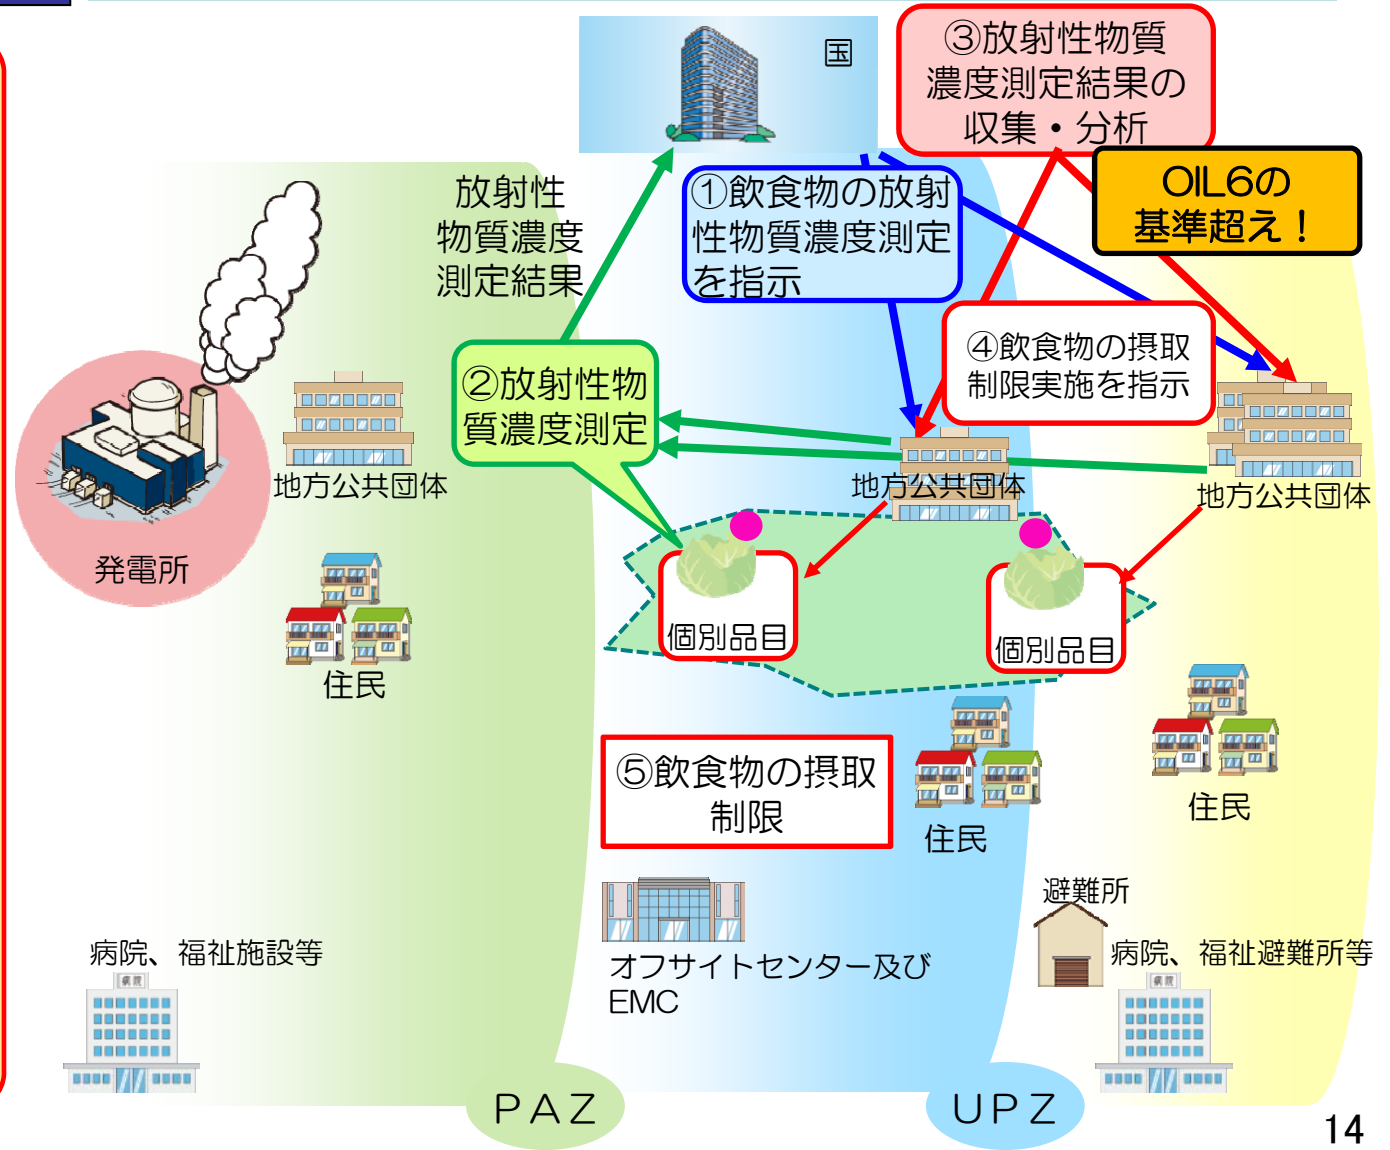 国
③放射性物質
濃度測定結果の
収集・分析
OIL6の
基準超え！
放射性
物質濃度
測定結果
①飲食物の放射
性物質濃度測定
を指示
④飲食物の摂取
制限実施を指示
②放射性物
質濃度測定
地方公共団体
地方公共団体
地方公共団体
発電所
個別品目
個別品目
住民
⑤飲食物の摂取
制限
住民
住民
避難所
病院、福祉施設等
病院
オフサイトセンター及び
EMC
病院、福祉避難所等
病院
ＰＡＺ
ＵＰＺ
14